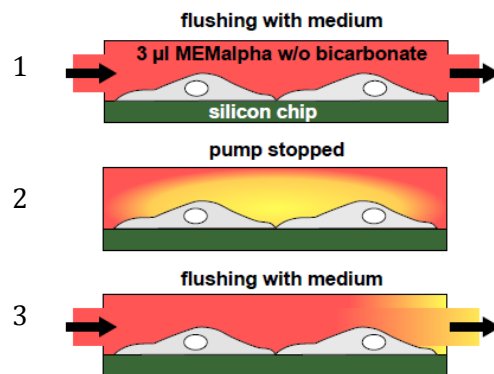 flushing with medium
1
3 µl MEMalpha w/o bicarbonate
silicon chip
pump stopped
2
flushing with medium
3